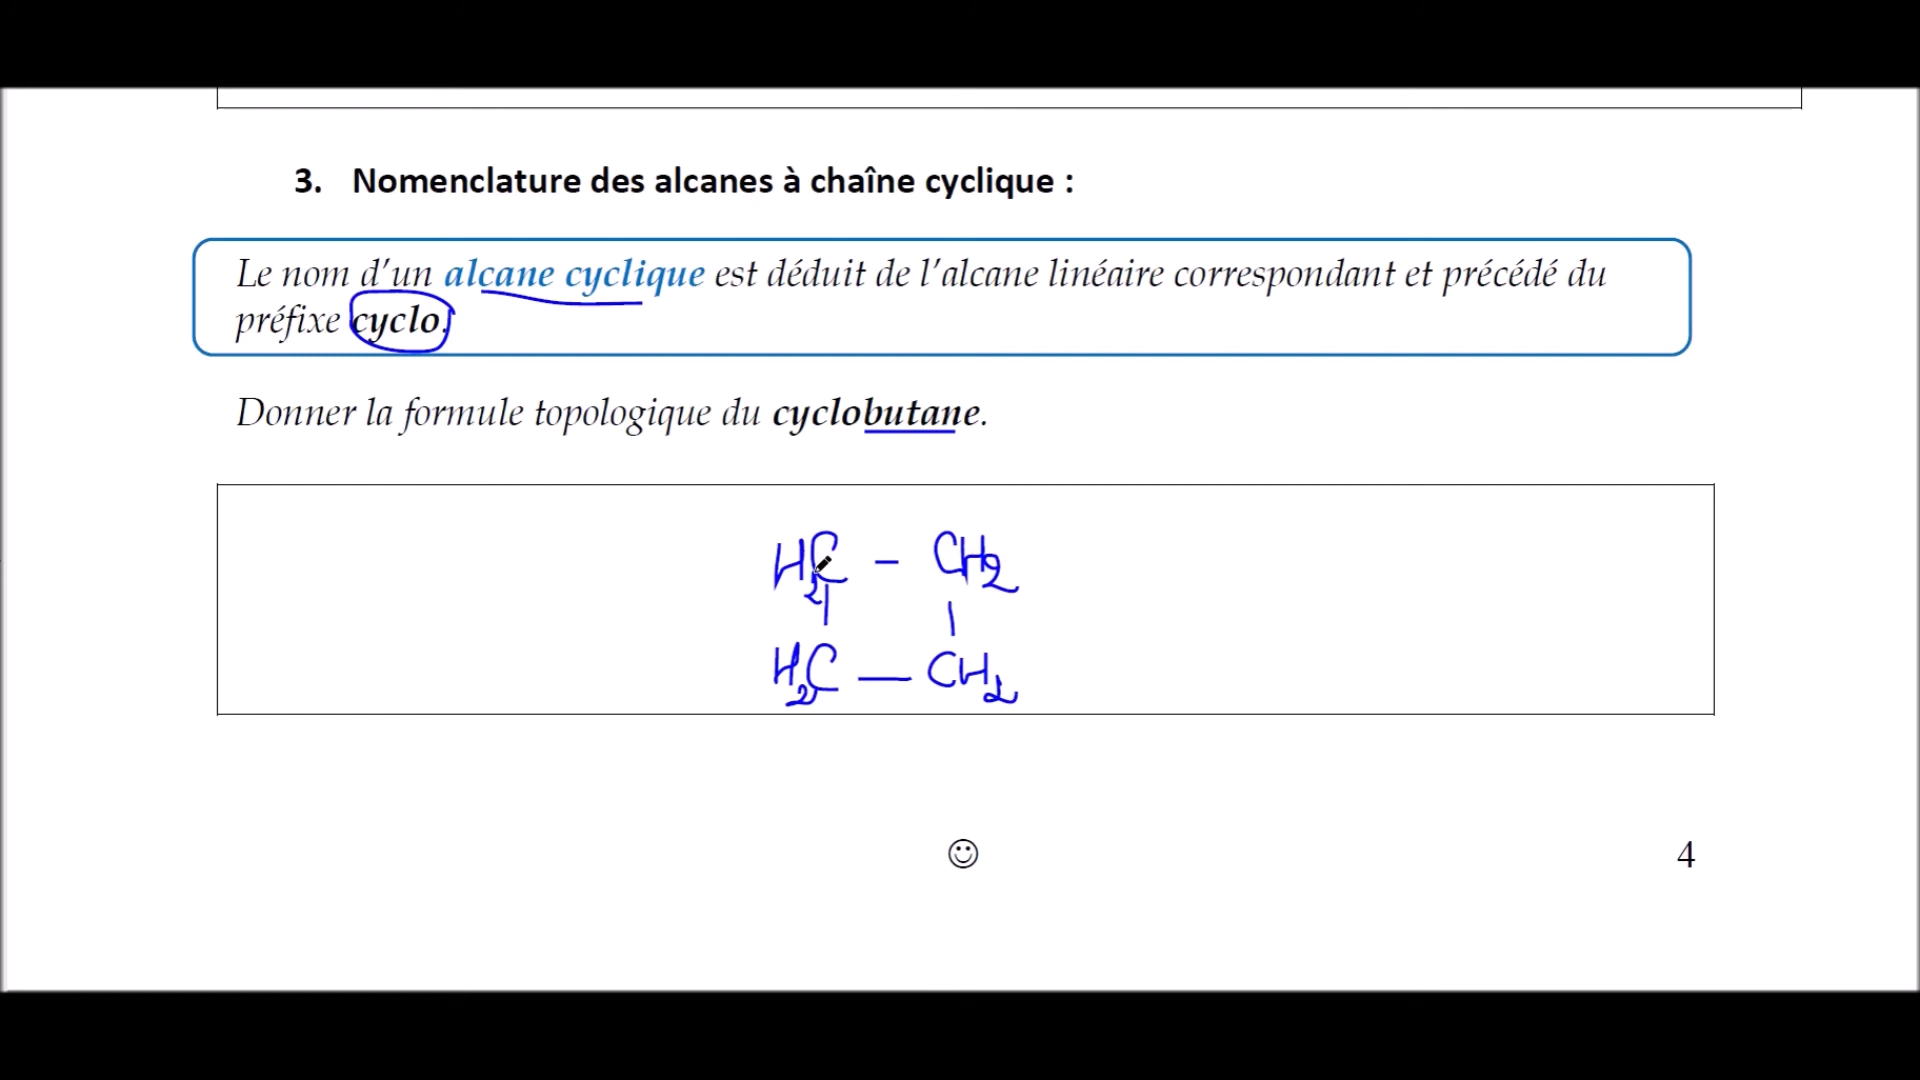 3. Nomenclature des alcanes à chaîne cyclique :
Le nom d'un alcane cyclique est déduit de l'alcane linéaire correspondant et précédé du
préfixe cyclo.
Donner la formule topologique du cyclobutane.
H₂C – CH₂
H₂C — CH₂
4